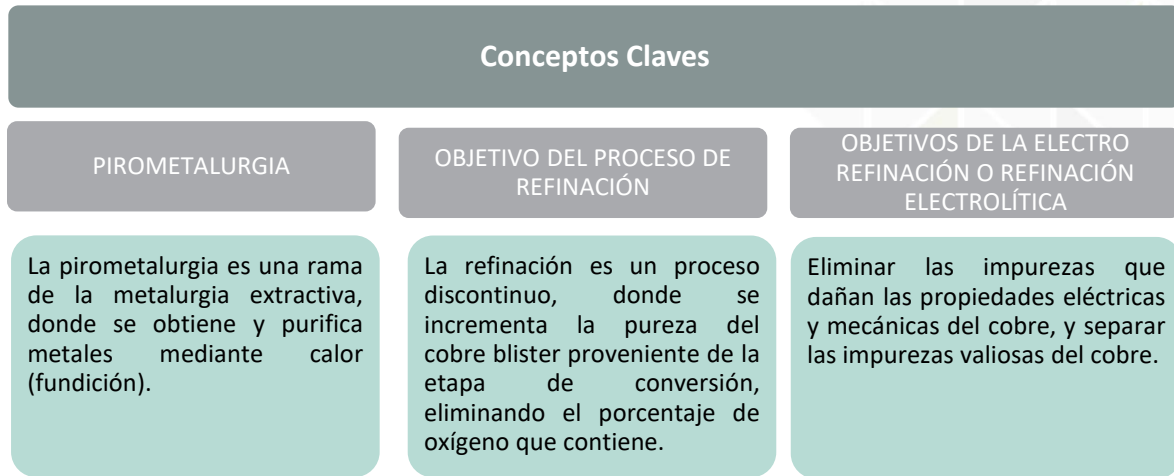 Conceptos Claves
PIROMETALURGIA
La pirometalurgia es una rama
de la metalurgia extractiva,
donde se obtiene y purifica
metales mediante calor
(fundición).
OBJETIVO DEL PROCESO DE
REFINACIÓN
La refinación es un proceso
discontinuo, donde se
incrementa la pureza del
cobre blister proveniente de la
etapa de conversión,
eliminando el porcentaje de
oxígeno que contiene.
OBJETIVOS DE LA ELECTRO
REFINACIÓN O REFINACIÓN
ELECTROLÍTICA
Eliminar las impurezas que
dañan las propiedades eléctricas
y mecánicas del cobre, y separar
las impurezas valiosas del cobre.